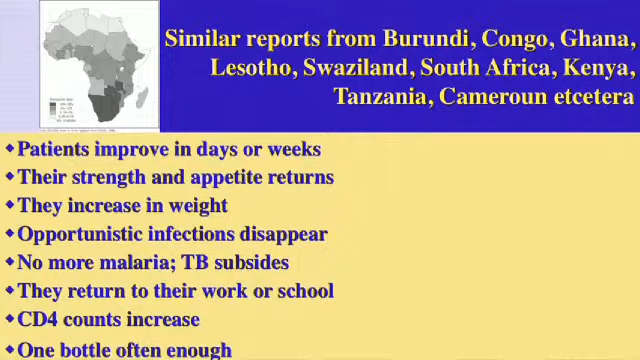 Similar reports from Burundi, Congo, Ghana,
Lesotho, Swaziland, South Africa, Kenya,
Tanzania, Cameroun etcetera
Patients improve in days or weeks
Their strength and appetite returns
They increase in weight
Opportunistic infections disappear
No more malaria; TB subsides
They return to their work or school
CD4 counts increase
One bottle often enough